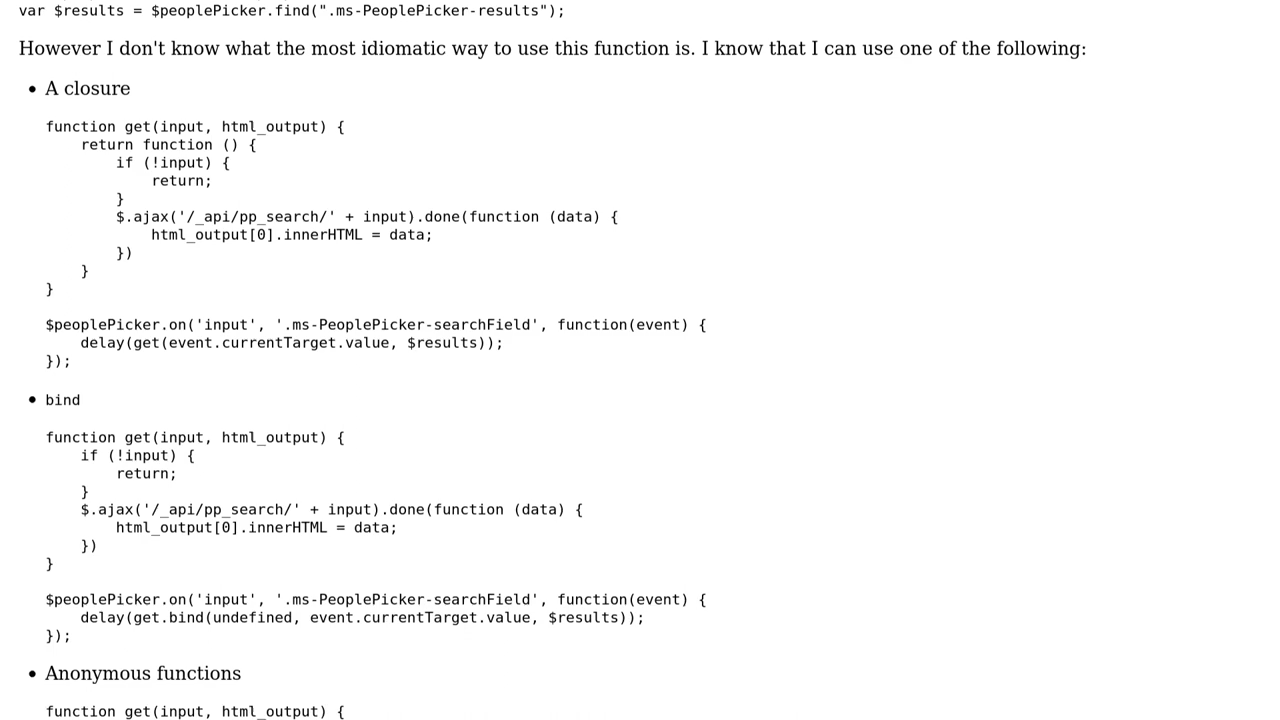 var $results = $peoplePicker.find(".ms-PeoplePicker-results");
However I don't know what the most idiomatic way to use this function is. I know that I can use one of the following:
• A closure
function get(input, html_output) {
    return function () {
        if (!input) {
            return;
        }
        $.ajax('/_api/pp_search/' + input).done(function (data) {
            html_output[0].innerHTML = data;
        })
    }
}
$peoplePicker.on('input', '.ms-PeoplePicker-searchField', function(event) {
    delay(get(event.currentTarget.value, $results));
});
• bind
function get(input, html_output) {
    if (!input) {
        return;
    }
    $.ajax('/_api/pp_search/' + input).done(function (data) {
        html_output[0].innerHTML = data;
    })
}
$peoplePicker.on('input', '.ms-PeoplePicker-searchField', function(event) {
    delay(get.bind(undefined, event.currentTarget.value, $results));
});
• Anonymous functions
function get(input, html_output) {